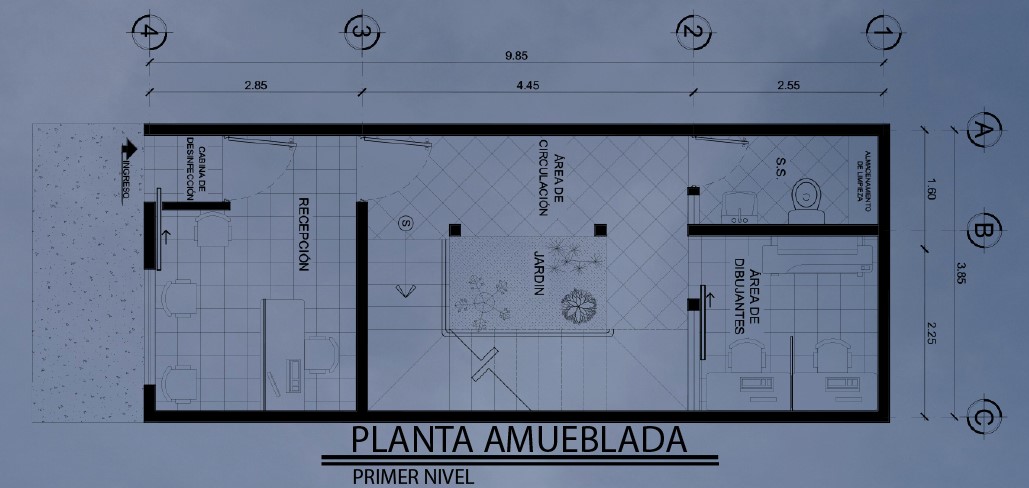 4
3
2
1
9.85
2.85
4.45
2.55
A
B
C
1.60
3.85
2.25
INGRESO
CABINA DE
DESINFECCIÓN
RECEPCIÓN
ÁREA DE
CIRCULACIÓN
S
JARDIN
S.S.
ALMACENAMIENTO
DE LIMPIEZA
ÁREA DE
DIBUJANTES
PLANTA AMUEBLADA
PRIMER NIVEL